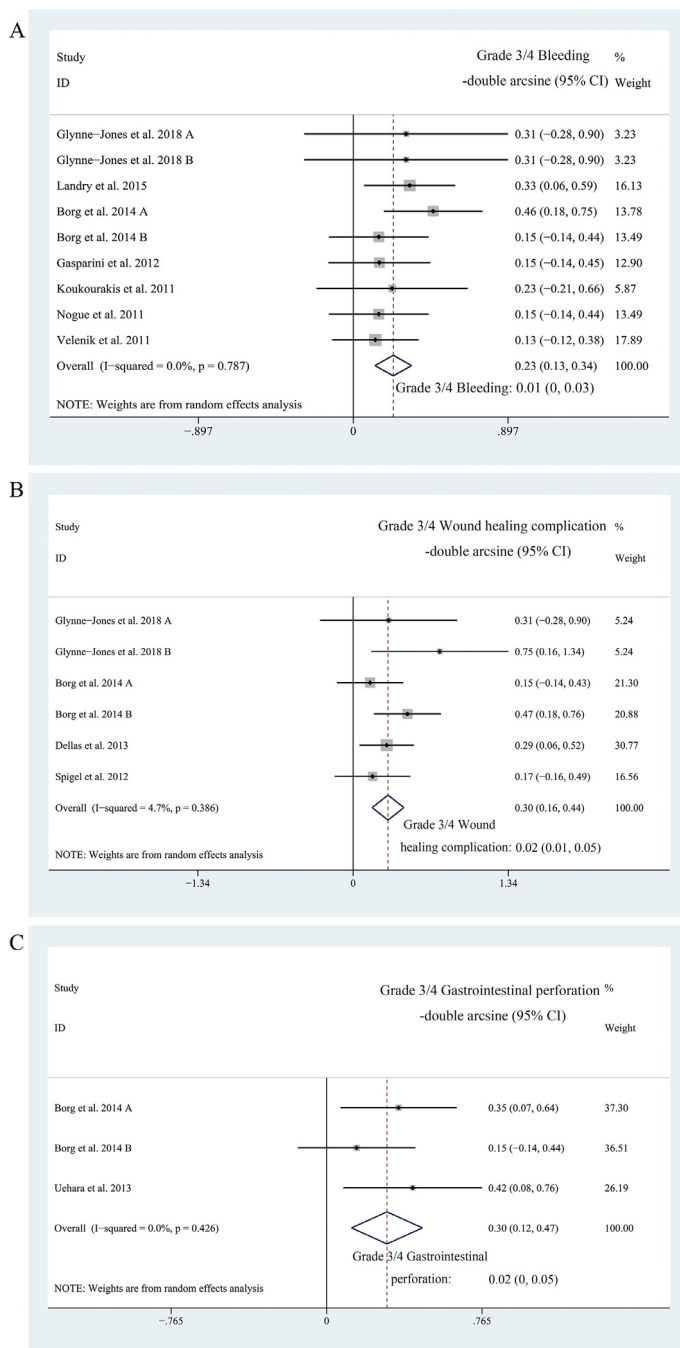 A
Study Grade 3/4 Bleeding %
ID -double arcsine (95% CI) Weight
Glynne−Jones et al. 2018 A 0.31 (−0.28, 0.90) 3.23
Glynne−Jones et al. 2018 B 0.31 (−0.28, 0.90) 3.23
Landry et al. 2015 0.33 (0.06, 0.59) 16.13
Borg et al. 2014 A 0.46 (0.18, 0.75) 13.78
Borg et al. 2014 B 0.15 (−0.14, 0.44) 13.49
Gasparini et al. 2012 0.15 (−0.14, 0.45) 12.90
Koukourakis et al. 2011 0.23 (−0.21, 0.66) 5.87
Nogue et al. 2011 0.15 (−0.14, 0.44) 13.49
Velenik et al. 2011 0.13 (−0.12, 0.38) 17.89
Overall (I−squared = 0.0%, p = 0.787) 0.23 (0.13, 0.34) 100.00
Grade 3/4 Bleeding: 0.01 (0, 0.03)
NOTE: Weights are from random effects analysis
−.897 0 .897
B
Study Grade 3/4 Wound healing complication %
-double arcsine (95% CI)
ID Weight
Glynne−Jones et al. 2018 A 0.31 (−0.28, 0.90) 5.24
Glynne−Jones et al. 2018 B 0.75 (0.16, 1.34) 5.24
Borg et al. 2014 A 0.15 (−0.14, 0.43) 21.30
Borg et al. 2014 B 0.47 (0.18, 0.76) 20.88
Dellas et al. 2013 0.29 (0.06, 0.52) 30.77
Spigel et al. 2012 0.17 (−0.16, 0.49) 16.56
Overall (I−squared = 4.7%, p = 0.386) 0.30 (0.16, 0.44) 100.00
Grade 3/4 Wound
healing complication: 0.02 (0.01, 0.05)
NOTE: Weights are from random effects analysis
−1.34 0 1.34
C
Study Grade 3/4 Gastrointestinal perforation %
-double arcsine (95% CI)
ID Weight
Borg et al. 2014 A 0.35 (0.07, 0.64) 37.30
Borg et al. 2014 B 0.15 (−0.14, 0.44) 36.51
Uehara et al. 2013 0.42 (0.08, 0.76) 26.19
Overall (I−squared = 0.0%, p = 0.426) 0.30 (0.12, 0.47) 100.00
Grade 3/4 Gastrointestinal
perforation: 0.02 (0, 0.05)
NOTE: Weights are from random effects analysis
−.765 0 .765